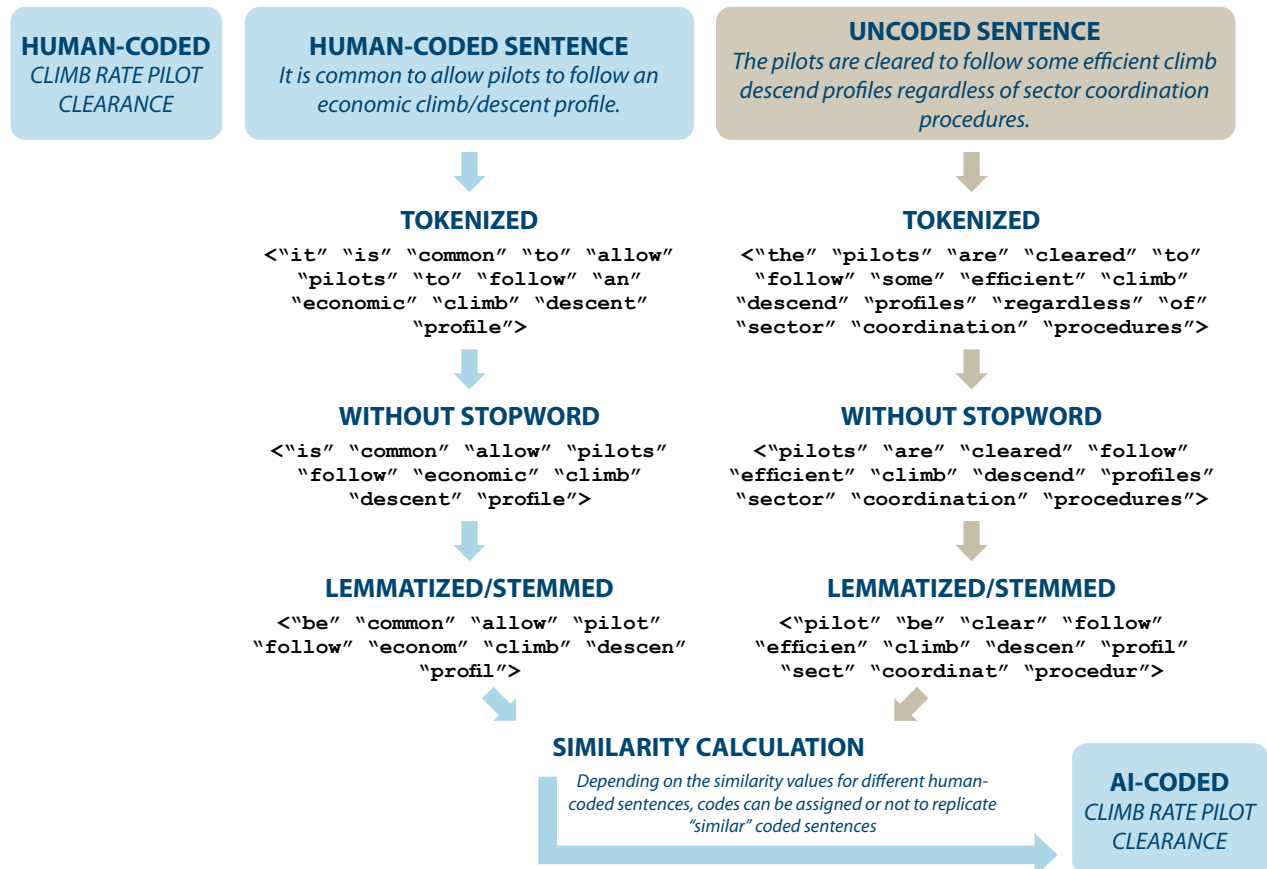 HUMAN-CODED
CLIMB RATE PILOT
CLEARANCE
HUMAN-CODED SENTENCE
It is common to allow pilots to follow an
economic climb/descent profile.
UNCODED SENTENCE
The pilots are cleared to follow some efficient climb
descend profiles regardless of sector coordination
procedures.
TOKENIZED
<“it” “is” “common” “to” “allow”
“pilots” “to” “follow” “an”
“economic” “climb” “descent”
“profile”>
TOKENIZED
<“the” “pilots” “are” “cleared” “to”
“follow” “some” “efficient” “climb”
“descend” “profiles” “regardless” “of”
“sector” “coordination” “procedures”>
WITHOUT STOPWORD
<“is” “common” “allow” “pilots”
“follow” “economic” “climb”
“descent” “profile”>
WITHOUT STOPWORD
<“pilots” “are” “cleared” “follow”
“efficient” “climb” “descend” “profiles”
“sector” “coordination” “procedures”>
LEMMATIZED/STEMMED
<“be” “common” “allow” “pilot”
“follow” “econom” “climb” “descen”
“profil”>
LEMMATIZED/STEMMED
<“pilot” “be” “clear” “follow”
“efficien” “climb” “descen” “profil”
“sect” “coordinat” “procedur”>
SIMILARITY CALCULATION
Depending on the similarity values for different human-
coded sentences, codes can be assigned or not to replicate
“similar” coded sentences
AI-CODED
CLIMB RATE PILOT
CLEARANCE